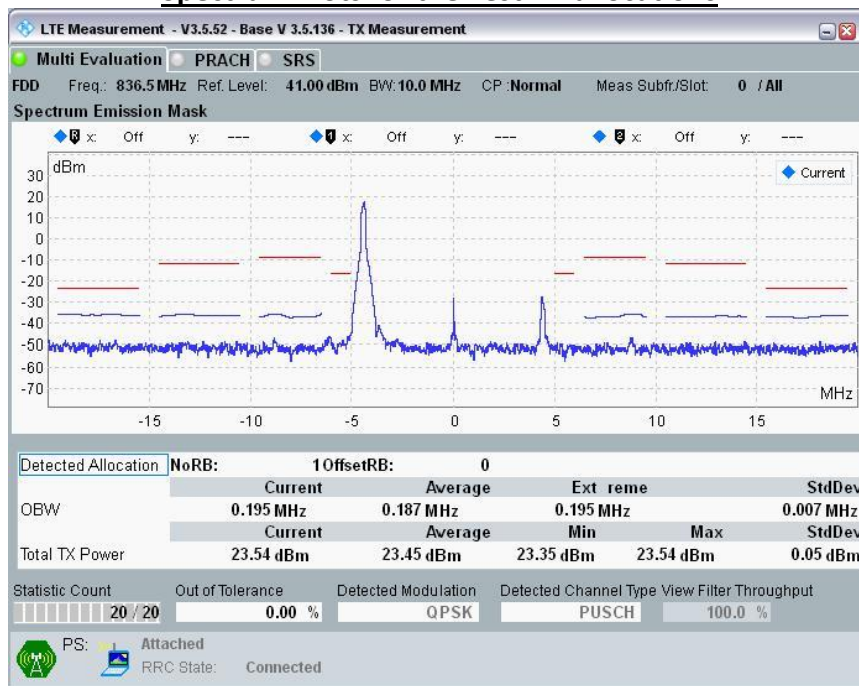 LTE Measurement - V3.5.52 - Base V 3.5.136 - TX Measurement
Multi Evaluation PRACH SRS
FDD Freq.: 836.5 MHz Ref. Level: 41.00 dBm BW: 10.0 MHz CP :Normal Meas Subfr./Slot: 0 / All
Spectrum Emission Mask
R x: Off y: --- 1 x: Off y: --- 2 x: Off y: ---
dBm
Current
30
20
10
0
-10
-20
-30
-40
-50
-60
-70
MHz
-15 -10 -5 0 5 10 15
Detected Allocation NoRB: 1 OffsetRB: 0
Current Average Ext reme StdDev
OBW 0.195 MHz 0.187 MHz 0.195 MHz 0.007 MHz
Current Average Min Max StdDev
Total TX Power 23.54 dBm 23.45 dBm 23.35 dBm 23.54 dBm 0.05 dBm
Statistic Count Out of Tolerance Detected Modulation Detected Channel Type View Filter Throughput
20 / 20 0.00 % QPSK PUSCH 100.0 %
PS: Attached
RRC State: Connected